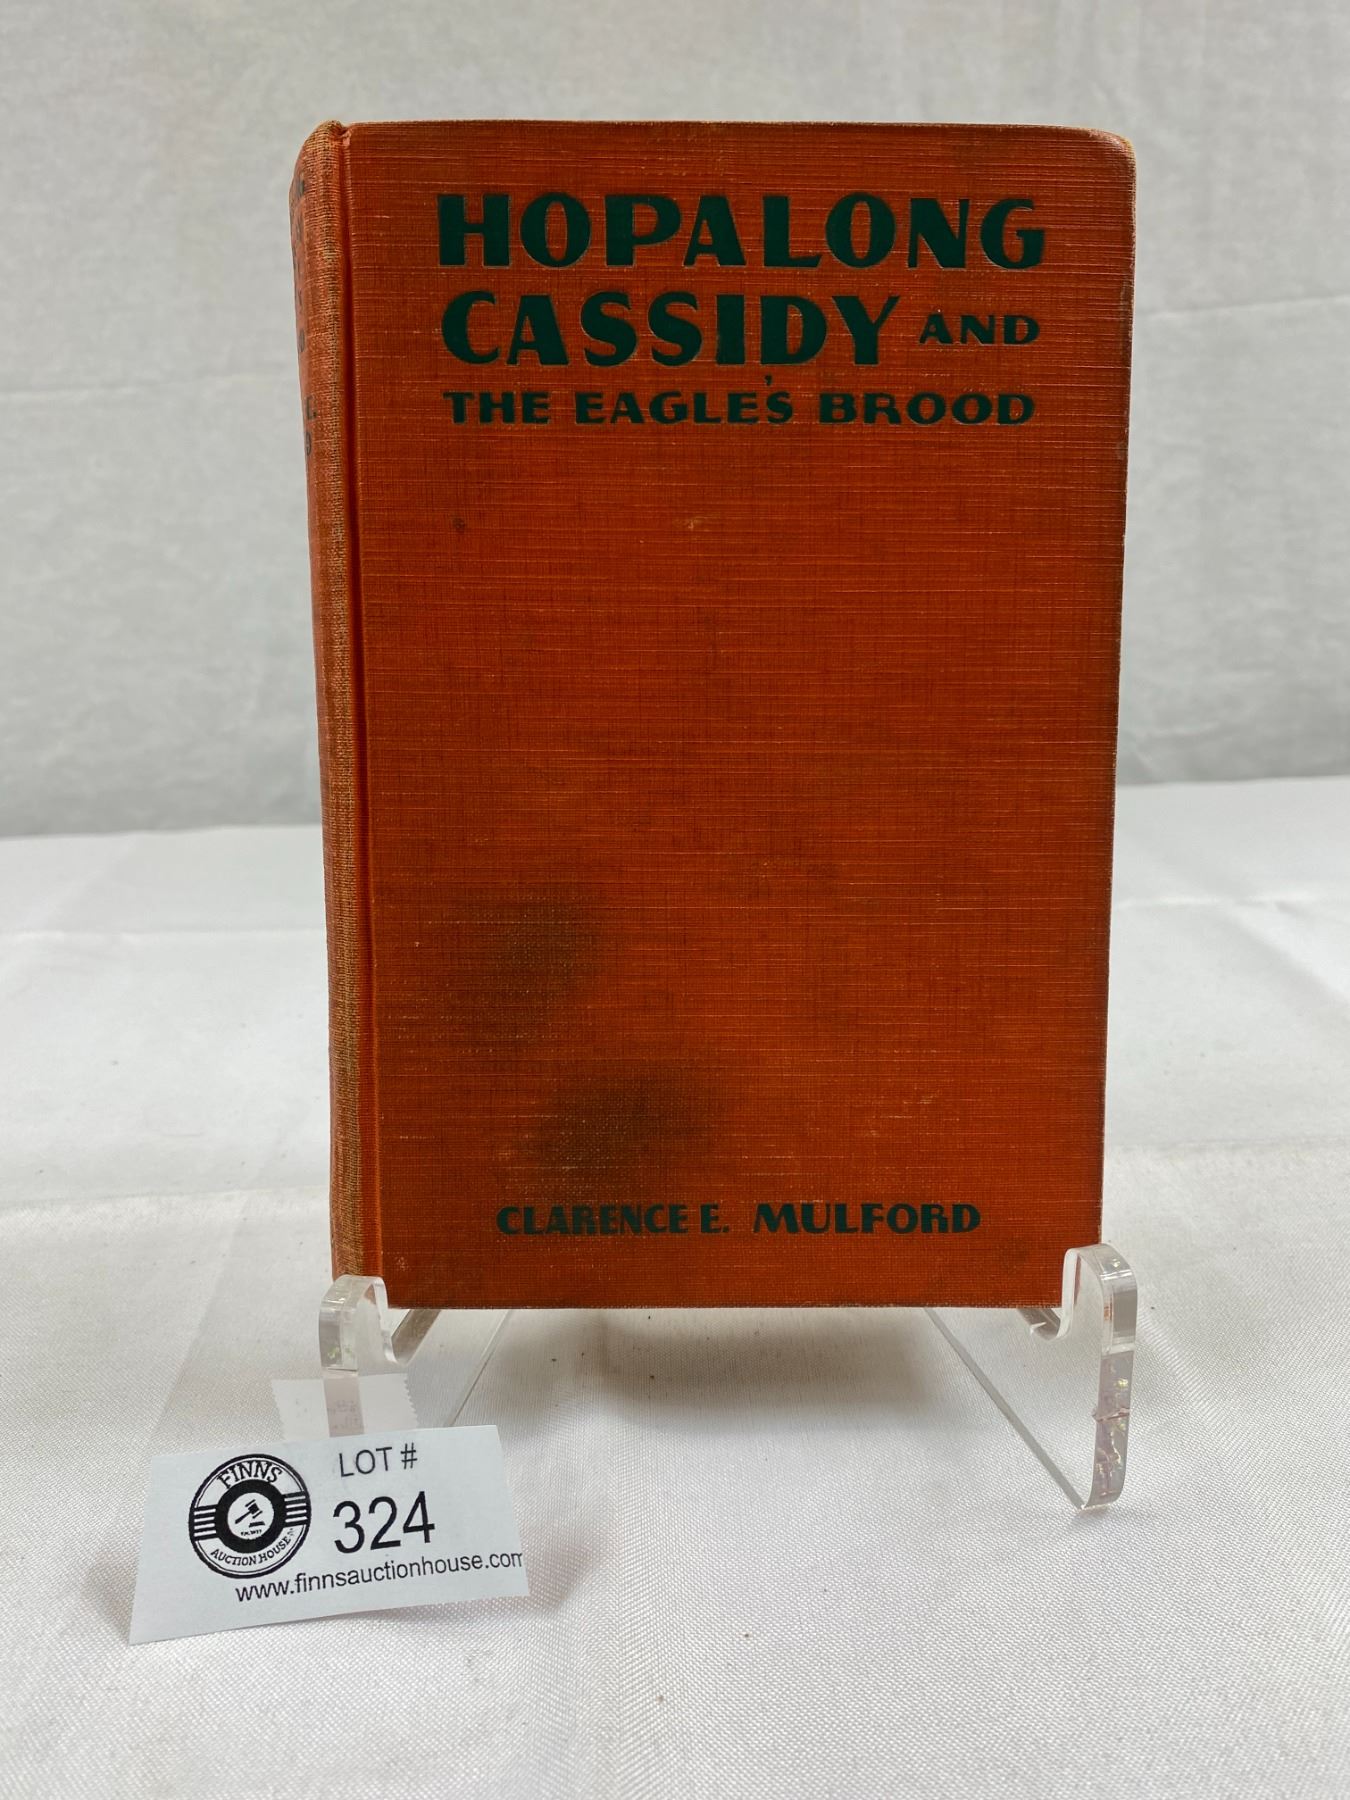 HOPALONG
CASSIDY AND
THE EAGLE'S BROOD
CLARENCE E. MULFORD
FINNS
AUCTION HOUSE
LOT #
324
www.finnsauctionhouse.com